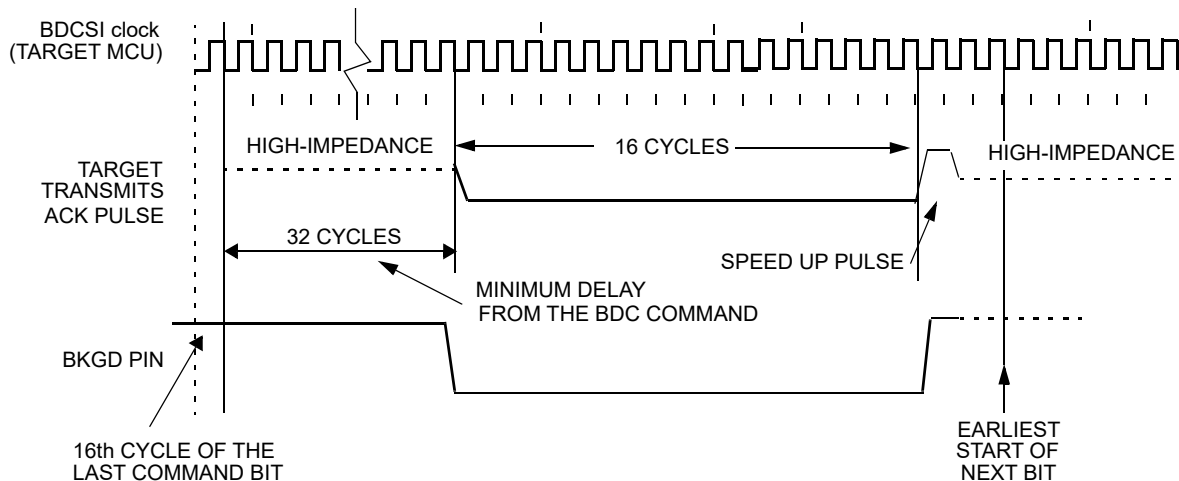 BDCSI clock
(TARGET MCU)
HIGH-IMPEDANCE
16 CYCLES
HIGH-IMPEDANCE
TARGET
TRANSMITS
ACK PULSE
32 CYCLES
SPEED UP PULSE
MINIMUM DELAY
FROM THE BDC COMMAND
BKGD PIN
16th CYCLE OF THE
LAST COMMAND BIT
EARLIEST
START OF
NEXT BIT